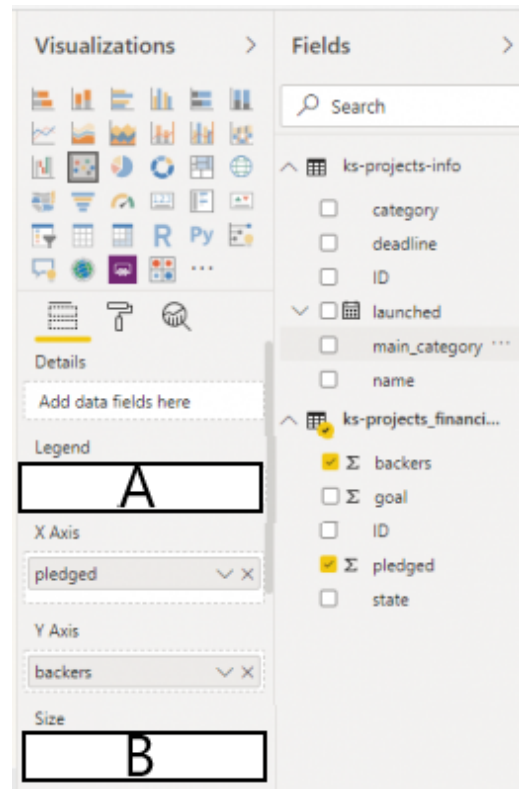 Visualizations
Fields
Search
R Py
ks-projects-info
category
deadline
ID
launched
main_category
name
ks-projects_financi...
backers
goal
ID
pledged
state
Details
Add data fields here
Legend
A
X Axis
pledged
Y Axis
backers
Size
B